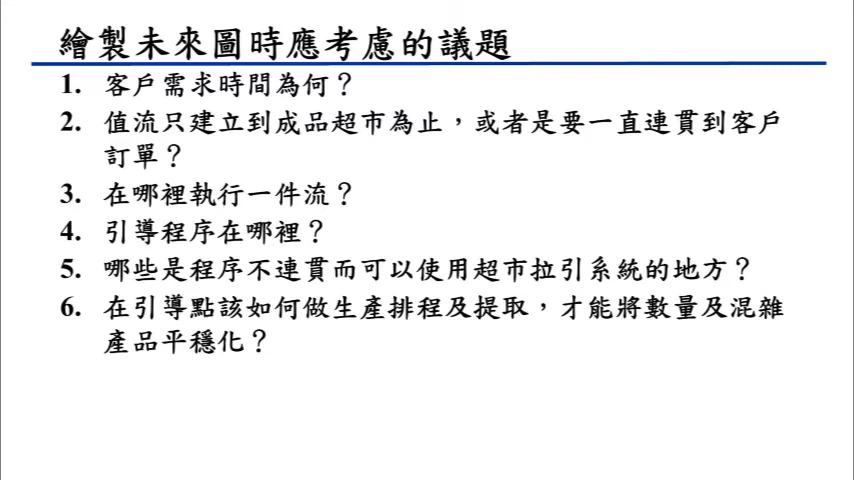 繪製未來圖時應考慮的議題
1. 客戶需求時間為何？
2. 值流只建立到成品超市為止，或者是要一直連貫到客戶
訂單？
3. 在哪裡執行一件流？
4. 引導程序在哪裡？
5. 哪些是程序不連貫而可以使用超市拉引系統的地方？
6. 在引導點該如何做生產排程及提取，才能將數量及混雜
產品平穩化？